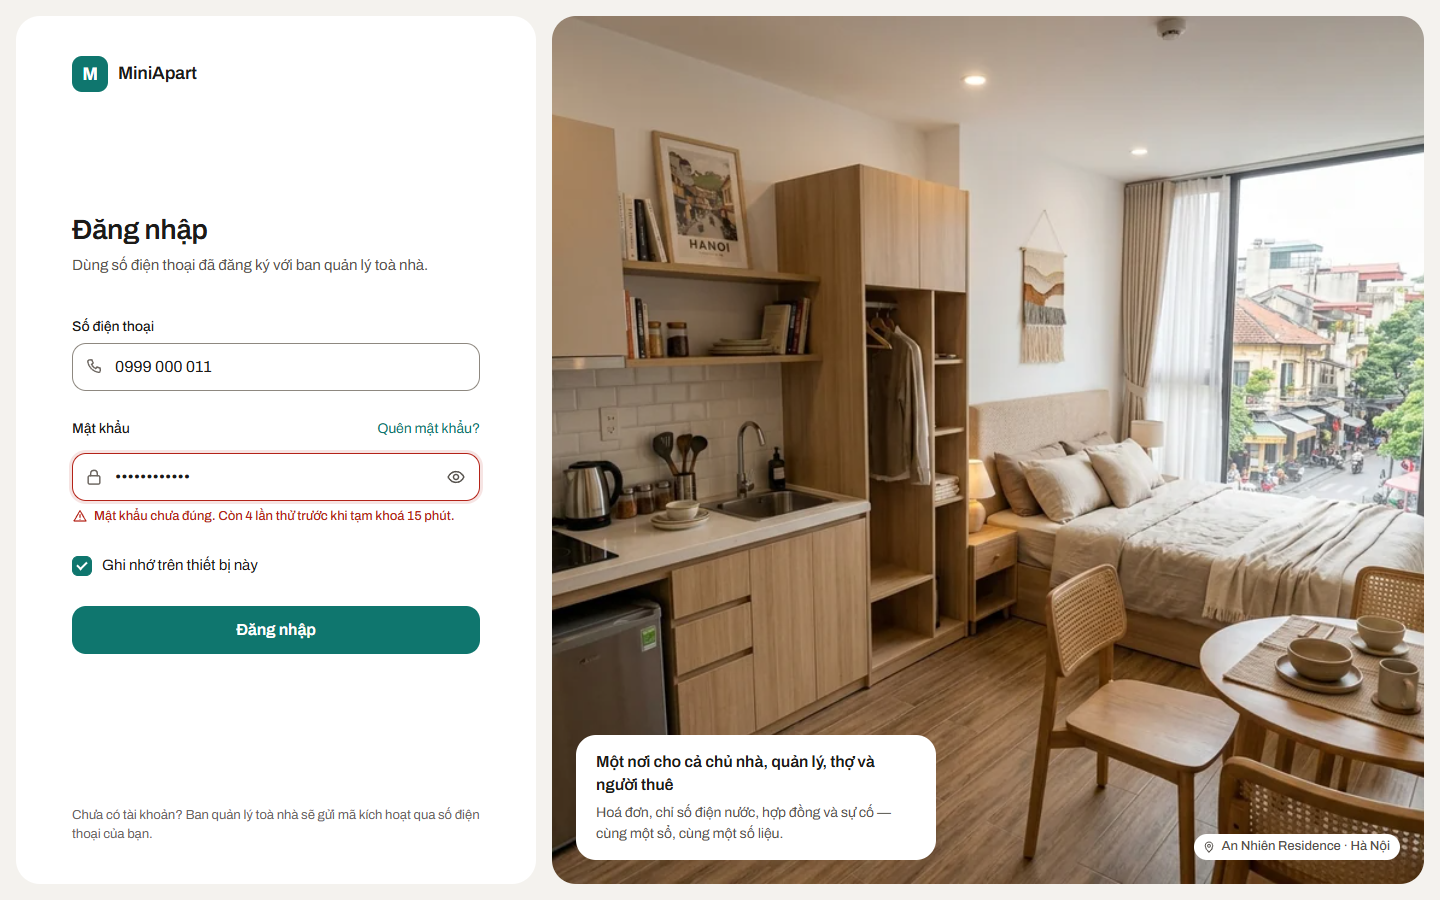 M MiniApart
Đăng nhập
Dùng số điện thoại đã đăng ký với ban quản lý toà nhà.
Số điện thoại
0999 000 011
Mật khẩu
Quên mật khẩu?
••••••••••••
Mật khẩu chưa đúng. Còn 4 lần thử trước khi tạm khoá 15 phút.
Ghi nhớ trên thiết bị này
Đăng nhập
Chưa có tài khoản? Ban quản lý toà nhà sẽ gửi mã kích hoạt qua số điện
thoại của bạn.
HANOI
Một nơi cho cả chủ nhà, quản lý, thợ và
người thuê
Hoá đơn, chỉ số điện nước, hợp đồng và sự cố —
cùng một sổ, cùng một số liệu.
An Nhiên Residence · Hà Nội